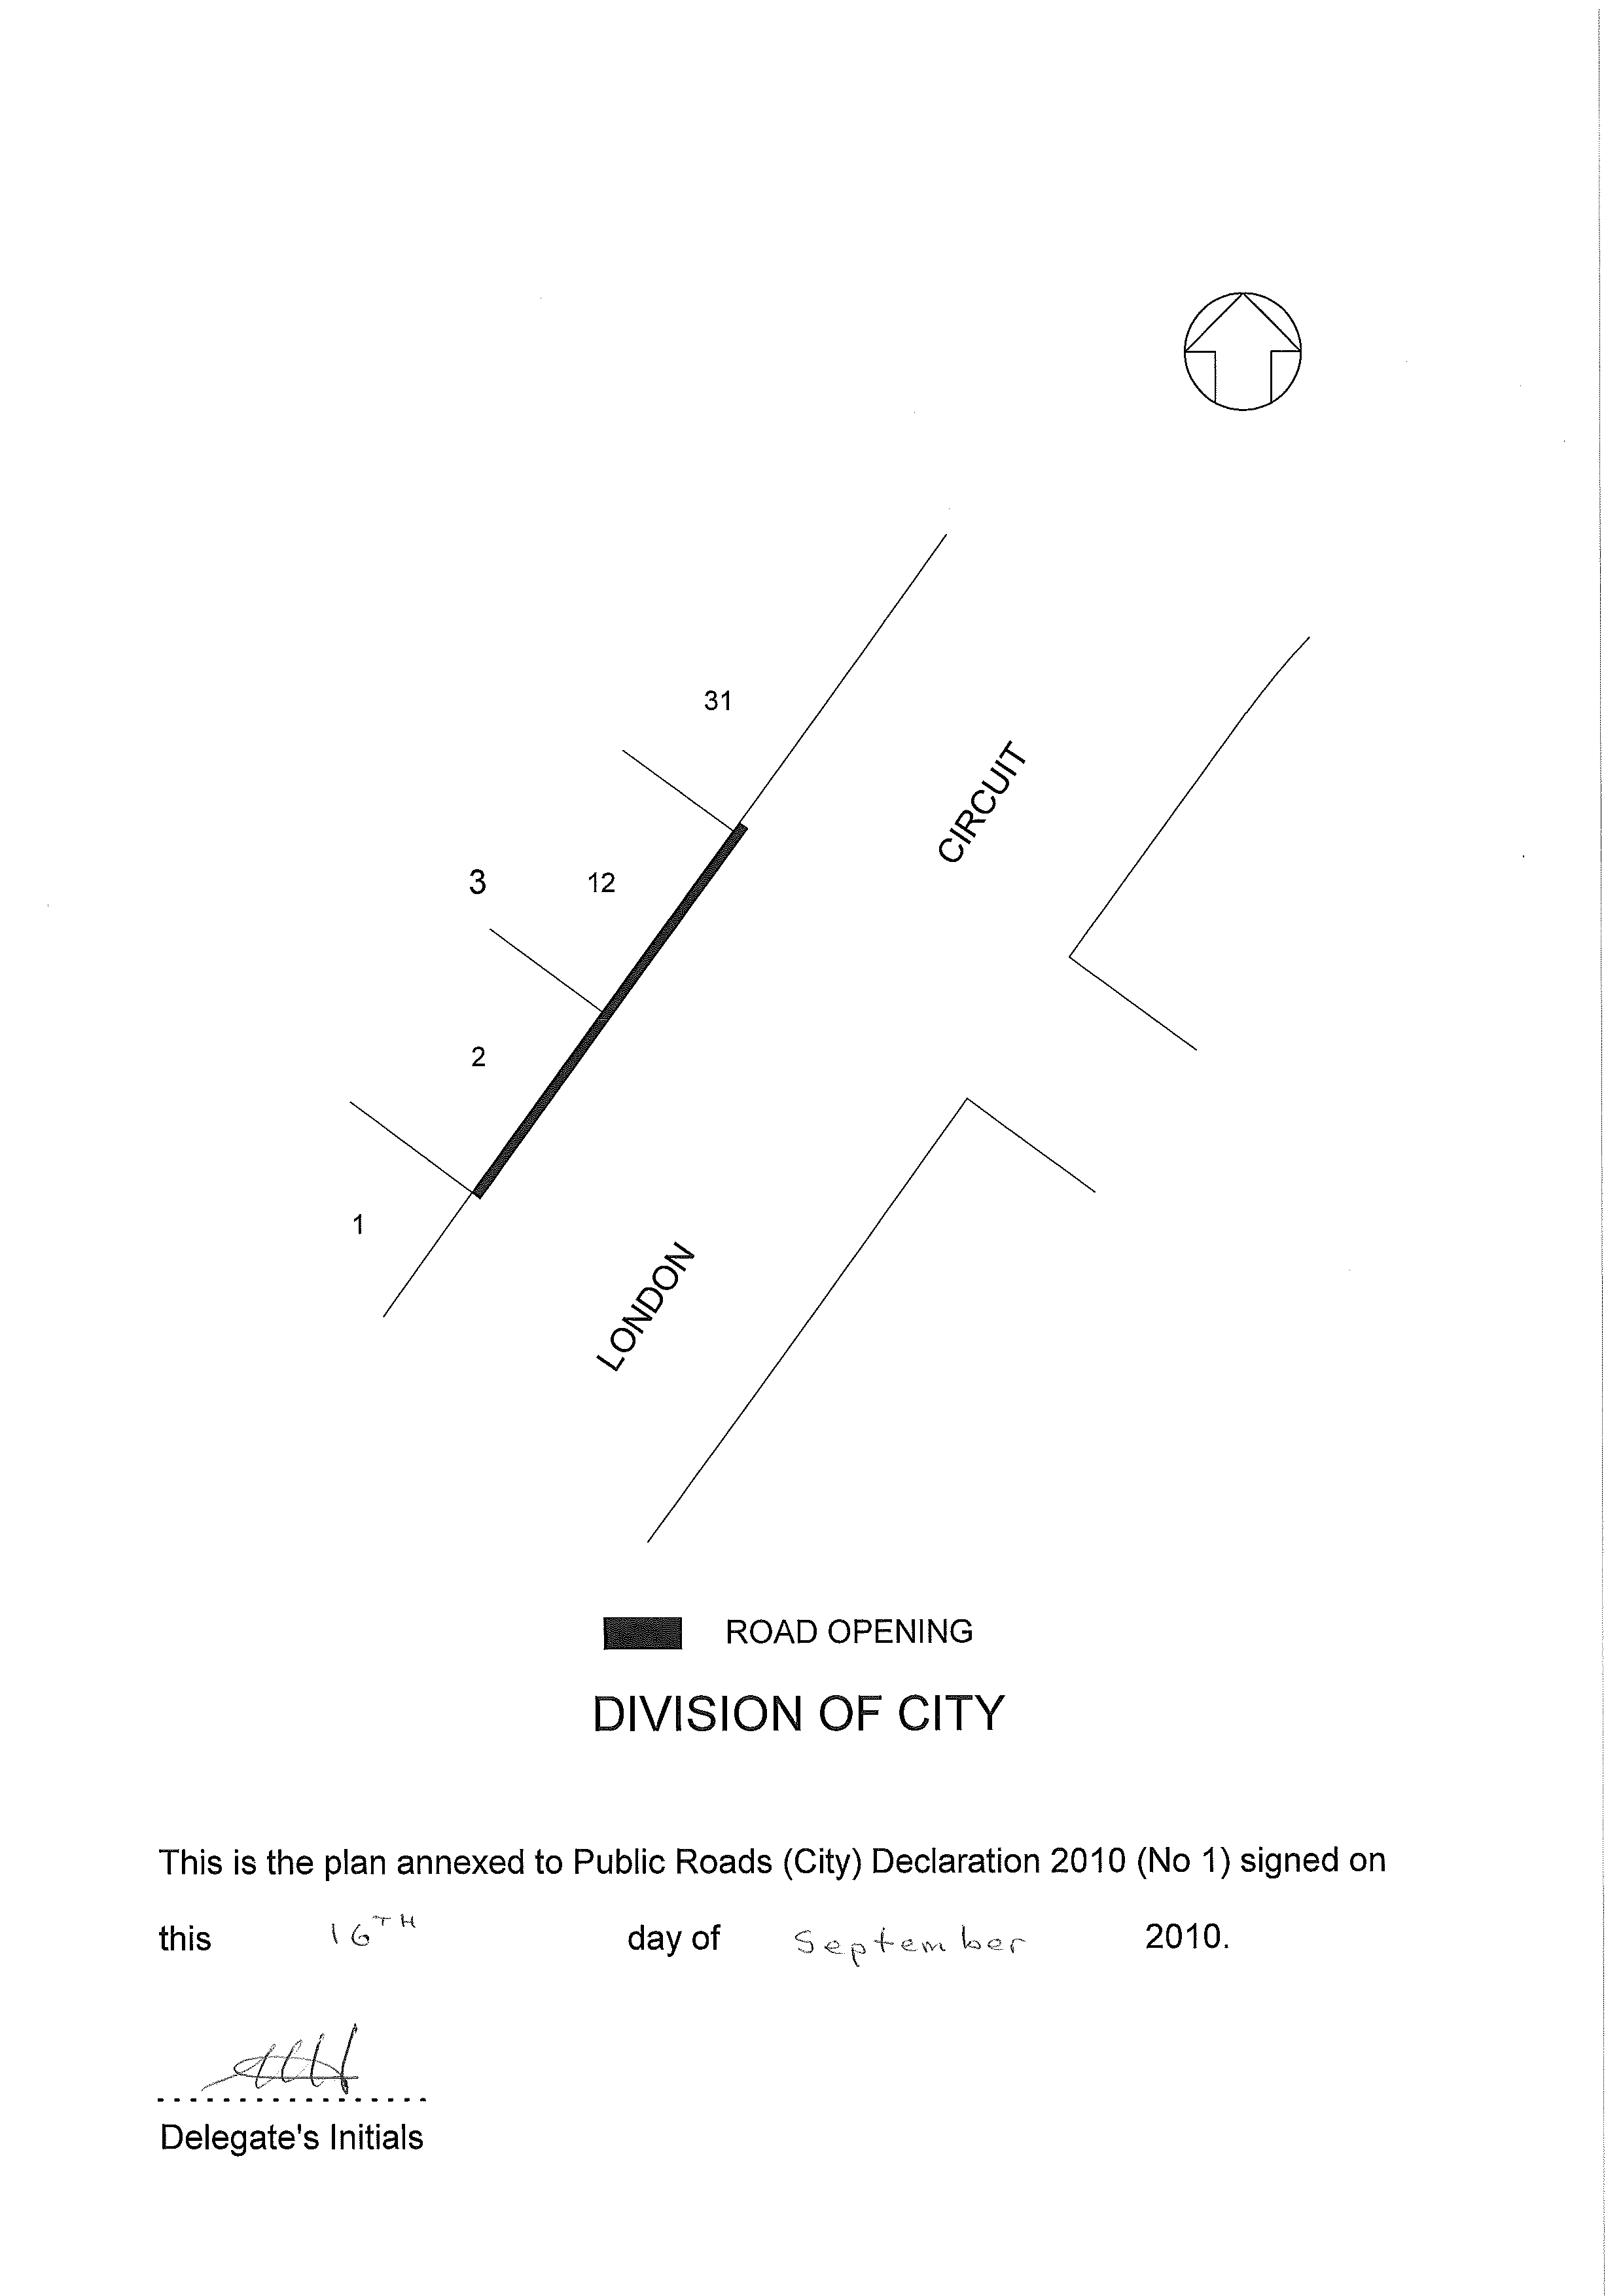 31
CIRCUIT
3
12
2
1
LONDON
ROAD OPENING
DIVISION OF CITY
This is the plan annexed to Public Roads (City) Declaration 2010 (No 1) signed on
this 16TH day of September 2010.
Delegate's Initials